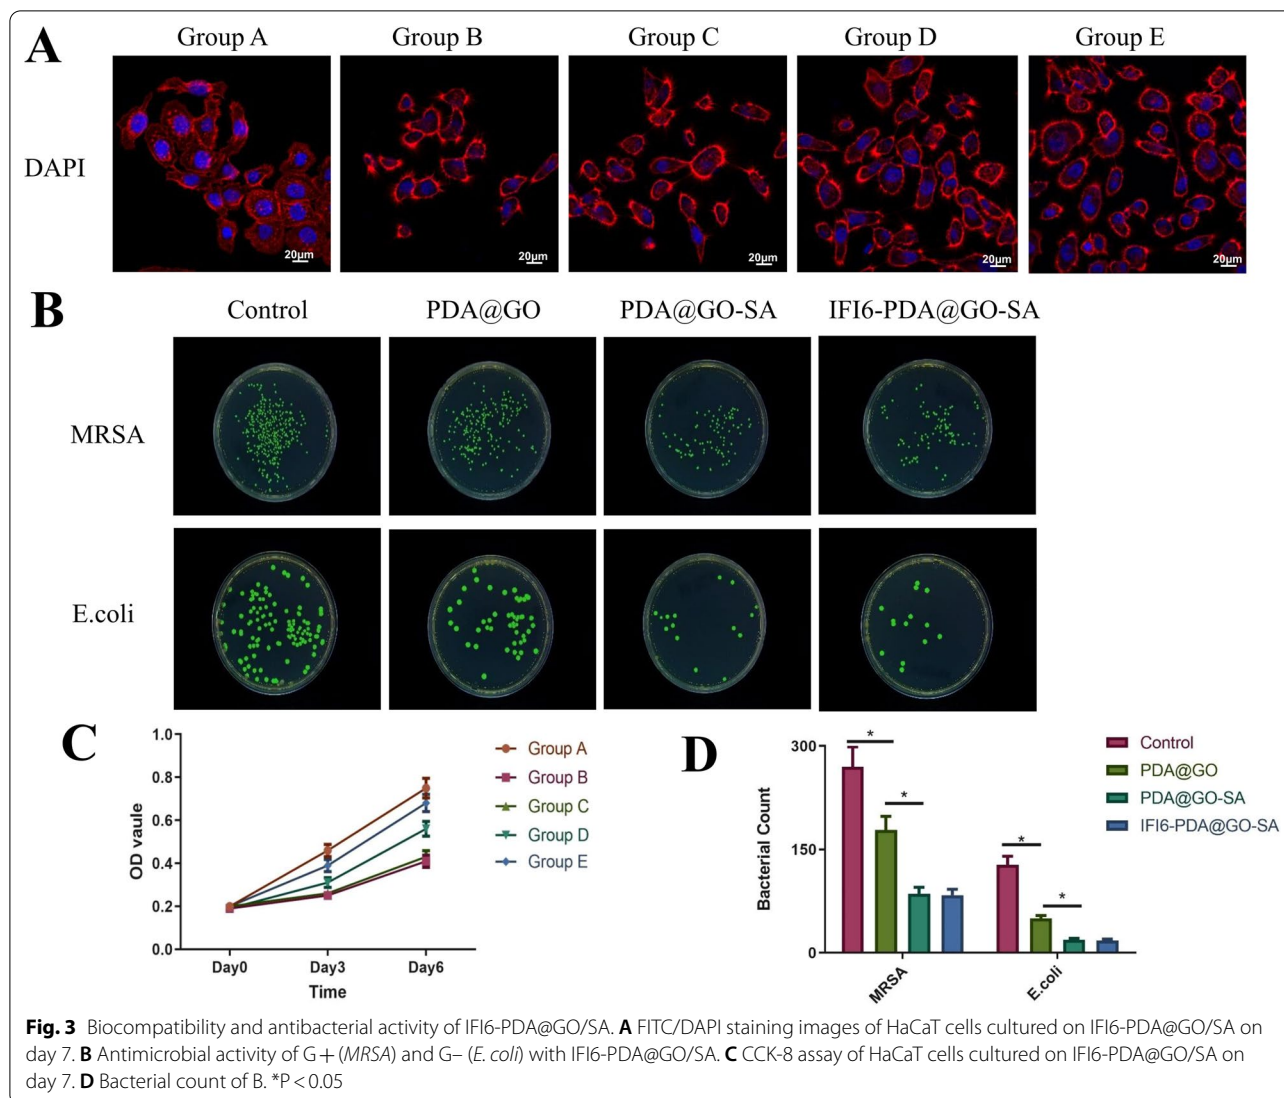 A
Group A
Group B
Group C
Group D
Group E
DAPI
20μm
20μm
20μm
20μm
20μm
B
Control
PDA@GO
PDA@GO-SA
IFI6-PDA@GO-SA
MRSA
E.coli
C
1.0
0.8
0.6
0.4
0.2
0.0
OD vaule
Day0
Day3
Day6
Time
Group A
Group B
Group C
Group D
Group E
D
300
150
0
Bacterial Count
*
*
*
*
MRSA
E.coli
Control
PDA@GO
PDA@GO-SA
IFI6-PDA@GO-SA
Fig. 3 Biocompatibility and antibacterial activity of IFI6-PDA@GO/SA. A FITC/DAPI staining images of HaCaT cells cultured on IFI6-PDA@GO/SA on
day 7. B Antimicrobial activity of G+(MRSA) and G– (E. coli) with IFI6-PDA@GO/SA. C CCK-8 assay of HaCaT cells cultured on IFI6-PDA@GO/SA on
day 7. D Bacterial count of B. *P<0.05